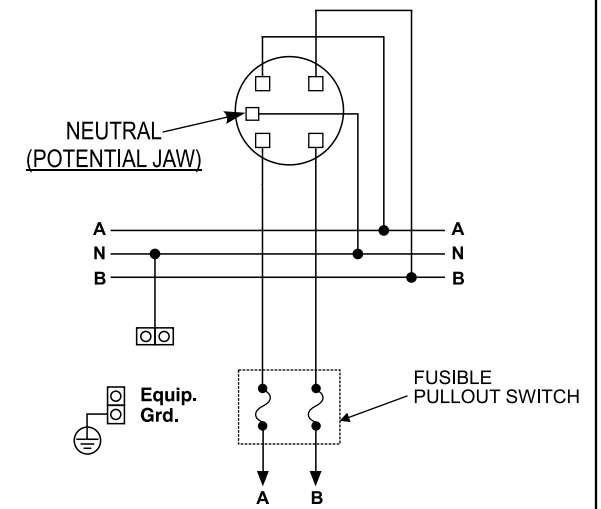 NEUTRAL
(POTENTIAL JAW)
A A
N N
B B
Equip.
Grd.
FUSIBLE
PULLOUT SWITCH
A B